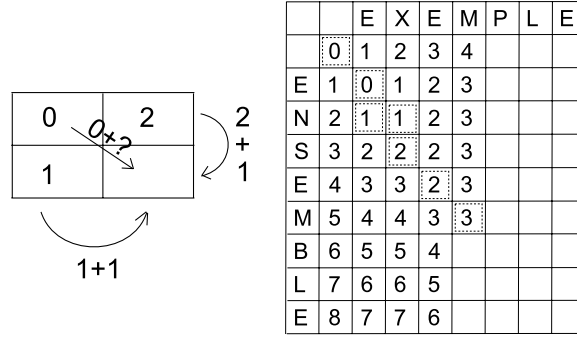 0 2
0+?
1
2
+
1
1+1
E X E M P L E
0 1 2 3 4
E 1 0 1 2 3
N 2 1 1 2 3
S 3 2 2 2 3
E 4 3 3 2 3
M 5 4 4 3 3
B 6 5 5 4
L 7 6 6 5
E 8 7 7 6